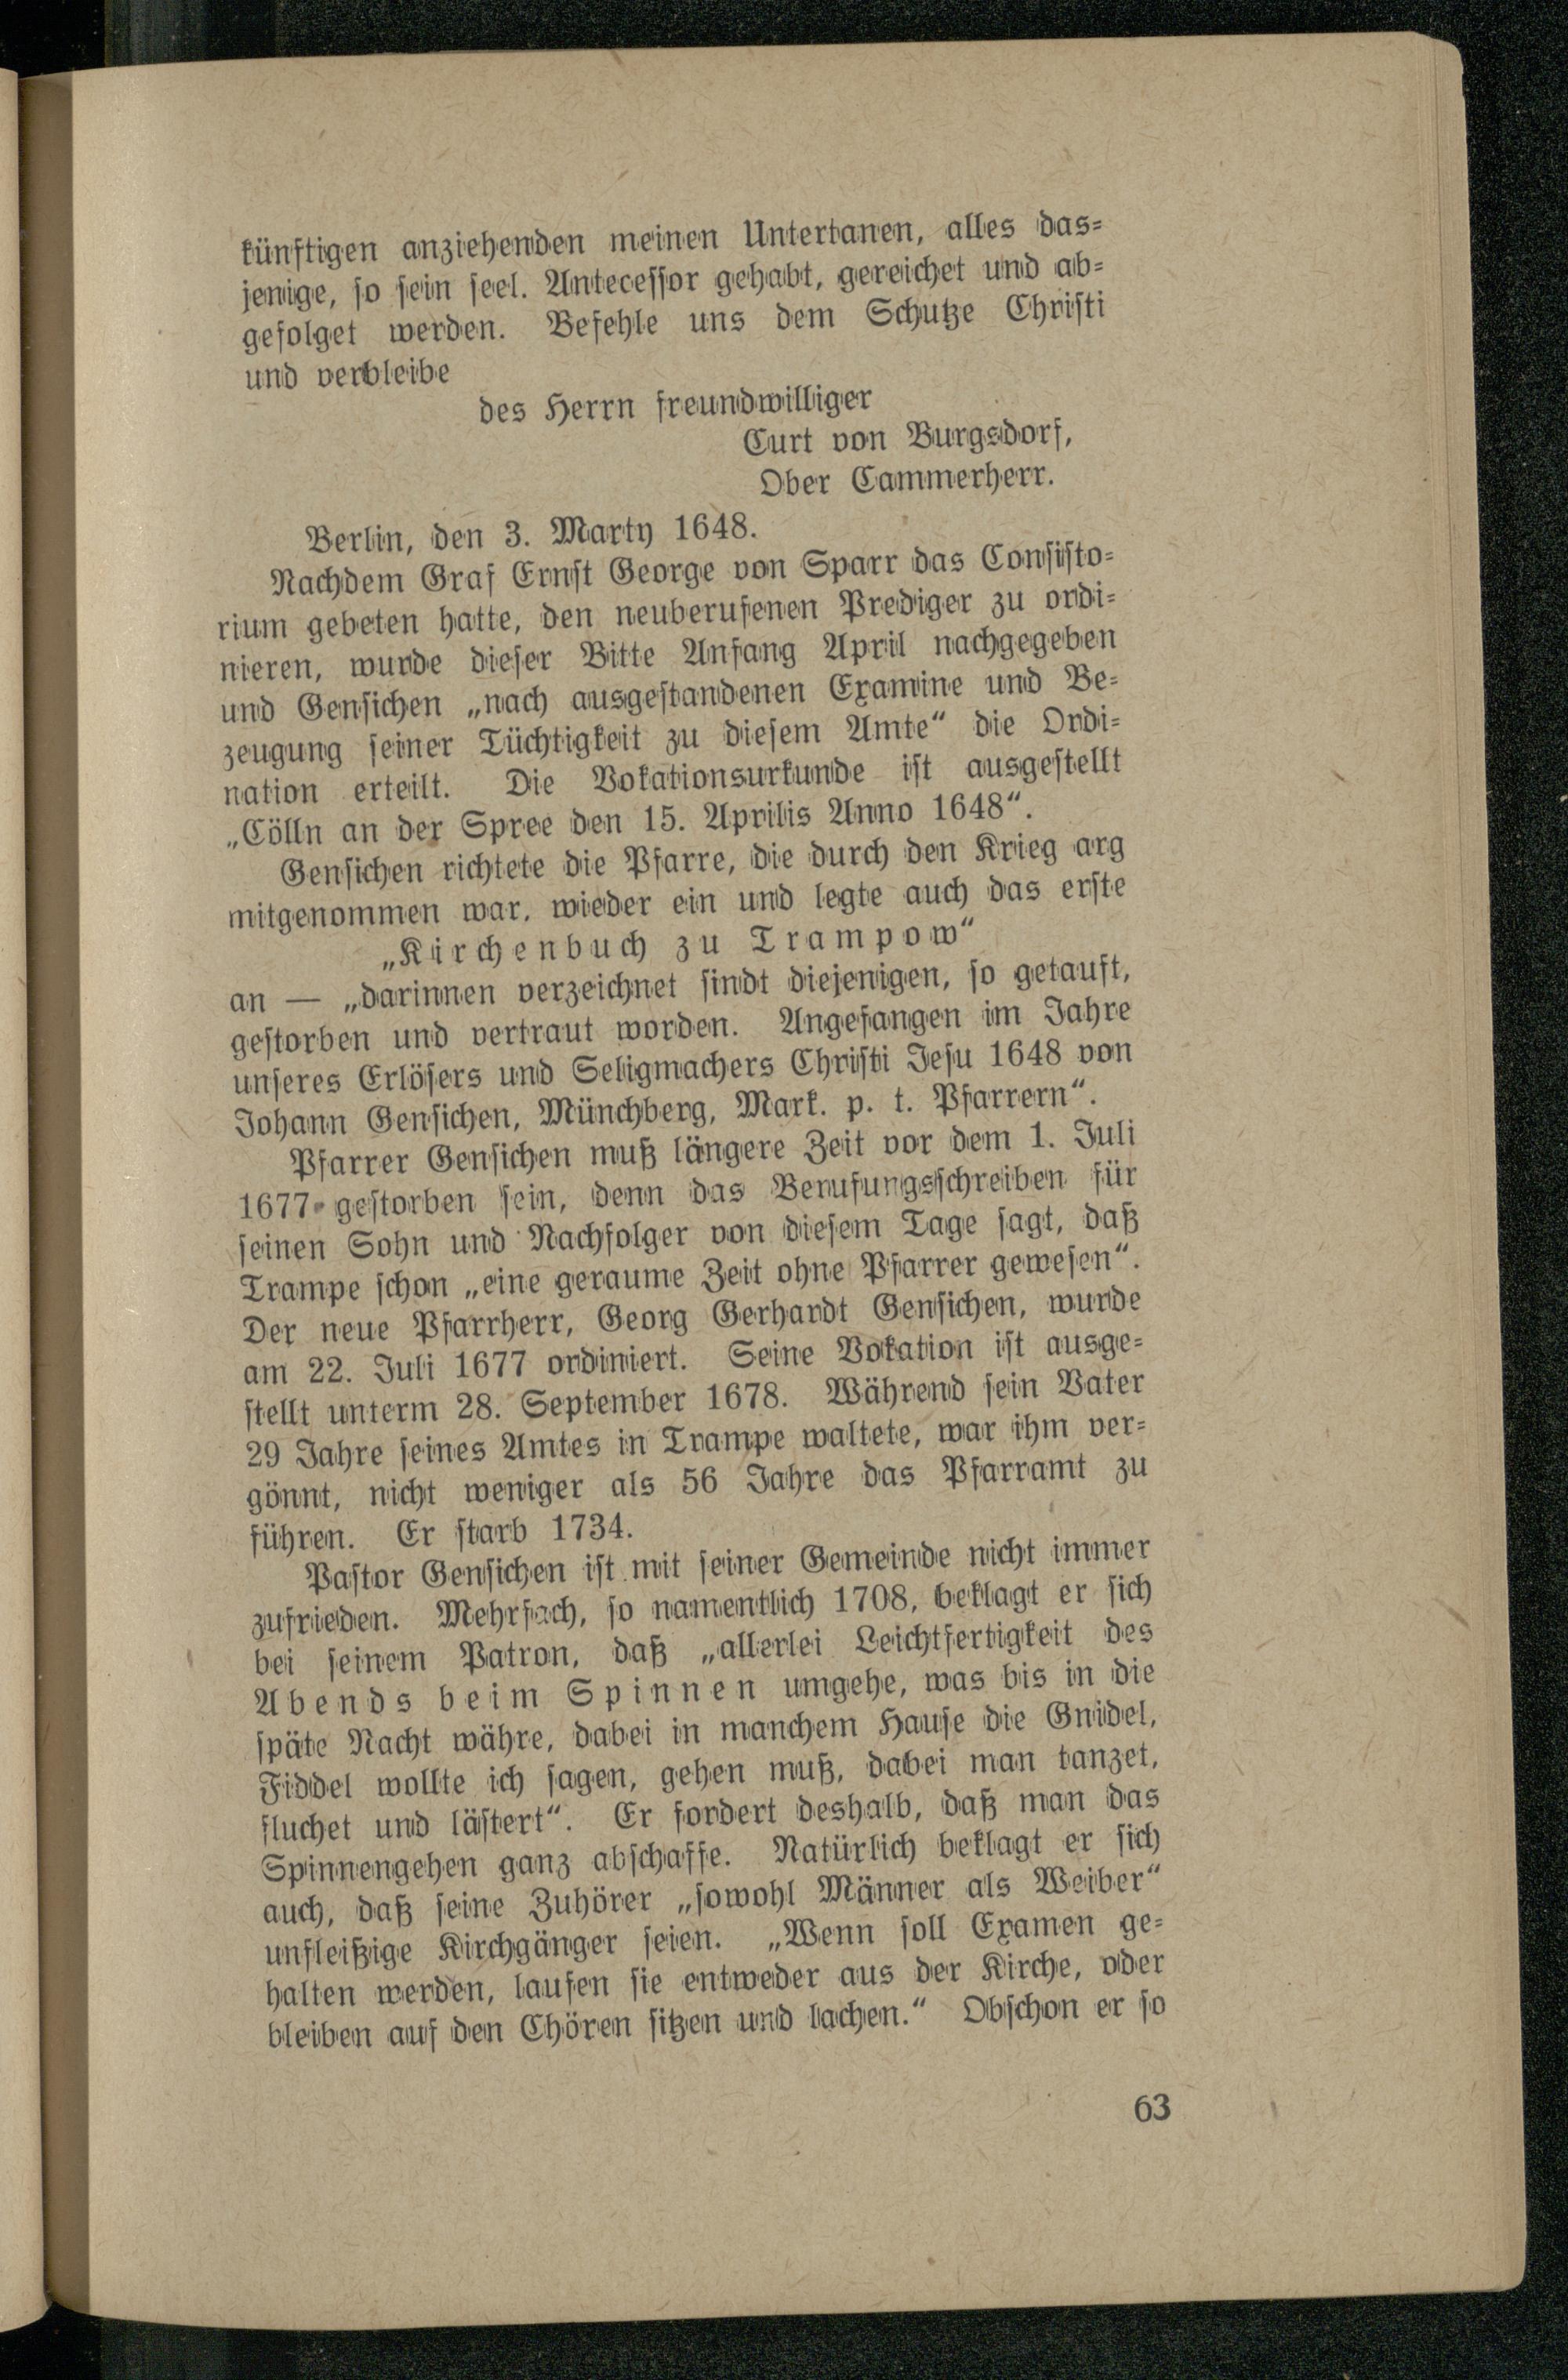 künftigen anziehenden meinen Untertanen, alles das-
jenige, so sein seel. Antecessor gehabt, gereichet und ab-
gefolget werden. Befehle uns dem Schutze Christi
und verbleibe
des Herrn freundwilliger
Curt von Burgsdorf,
Ober Cammerherr.
Berlin, den 3. Marty 1648.
Nachdem Graf Ernst George von Sparr das Consisto-
rium gebeten hatte, den neuberufenen Prediger zu ordi-
nieren, wurde dieser Bitte Anfang April nachgegeben
und Gensichen „nach ausgestandenen Examine und Be-
zeugung seiner Tüchtigkeit zu diesem Amte“ die Ordi-
nation erteilt. Die Vokationsurkunde ist ausgestellt
„Cölln an der Spree den 15. Aprilis Anno 1648“.
Gensichen richtete die Pfarre, die durch den Krieg arg
mitgenommen war, wieder ein und legte auch das erste
„Kirchenbuch zu Trampow“
an — „darinnen verzeichnet sindt diejenigen, so getauft,
gestorben und vertraut worden. Angefangen im Jahre
unseres Erlösers und Seligmachers Christi Jesu 1648 von
Johann Gensichen, Münchberg, Mark. p. t. Pfarrern“.
Pfarrer Gensichen muß längere Zeit vor dem 1. Juli
1677 gestorben sein, denn das Berufungsschreiben für
seinen Sohn und Nachfolger von diesem Tage sagt, daß
Trampe schon „eine geraume Zeit ohne Pfarrer gewesen“.
Der neue Pfarrherr, Georg Gerhardt Gensichen, wurde
am 22. Juli 1677 ordiniert. Seine Vokation ist ausge-
stellt unterm 28. September 1678. Während sein Vater
29 Jahre seines Amtes in Trampe waltete, war ihm ver-
gönnt, nicht weniger als 56 Jahre das Pfarramt zu
führen. Er starb 1734.
Pastor Gensichen ist mit seiner Gemeinde nicht immer
zufrieden. Mehrfach, so namentlich 1708, beklagt er sich
bei seinem Patron, daß „allerlei Leichtfertigkeit des
Abends beim Spinnen umgehe, was bis in die
späte Nacht währe, dabei in manchem Hause die Gnidel,
Fiddel wollte ich sagen, gehen muß, dabei man tanzet,
fluchet und lästert“. Er fordert deshalb, daß man das
Spinnengehen ganz abschaffe. Natürlich beklagt er sich
auch, daß seine Zuhörer „sowohl Männer als Weiber“
unfleißige Kirchgänger seien. „Wenn soll Examen ge-
halten werden, laufen sie entweder aus der Kirche, oder
bleiben auf den Chören sitzen und lachen.“ Obschon er so
63